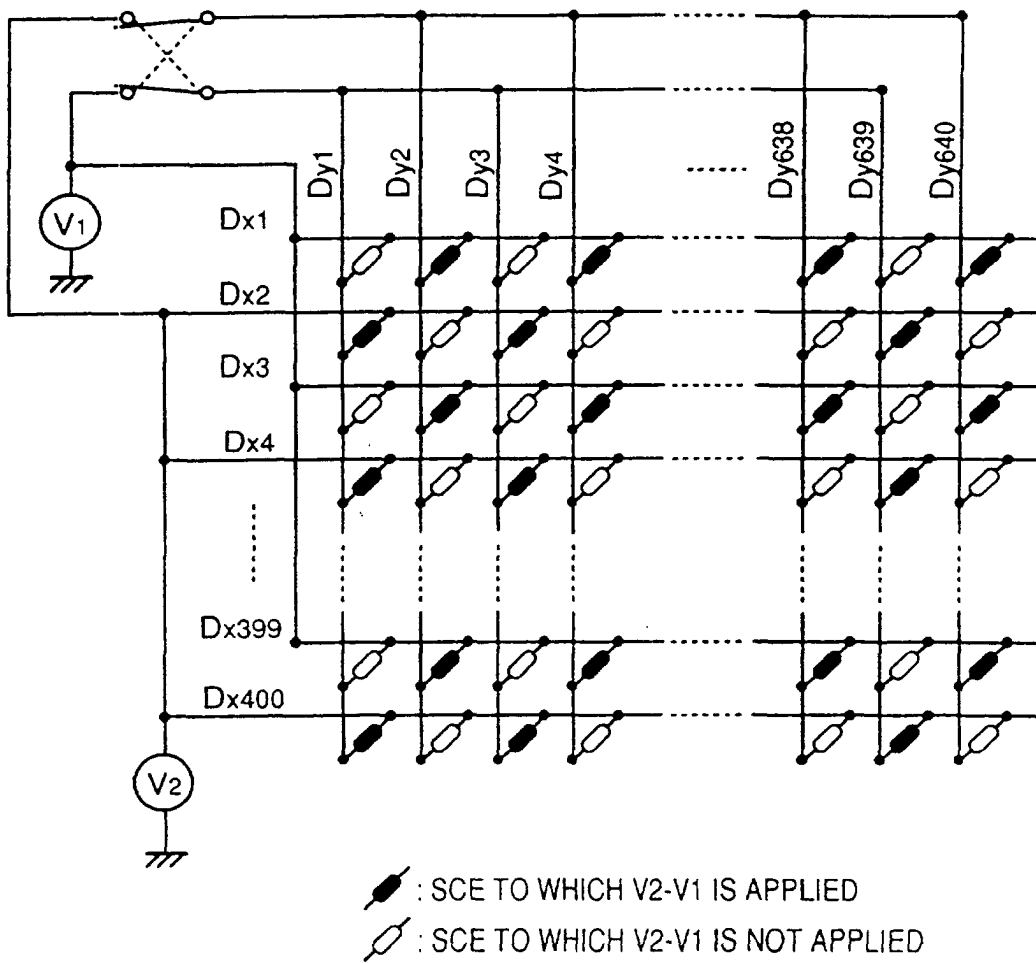 Dy1
Dy2
Dy3
Dy4
Dy638
Dy639
Dy640
V1
Dx1
Dx2
Dx3
Dx4
Dx399
Dx400
V2
: SCE TO WHICH V2-V1 IS APPLIED
: SCE TO WHICH V2-V1 IS NOT APPLIED